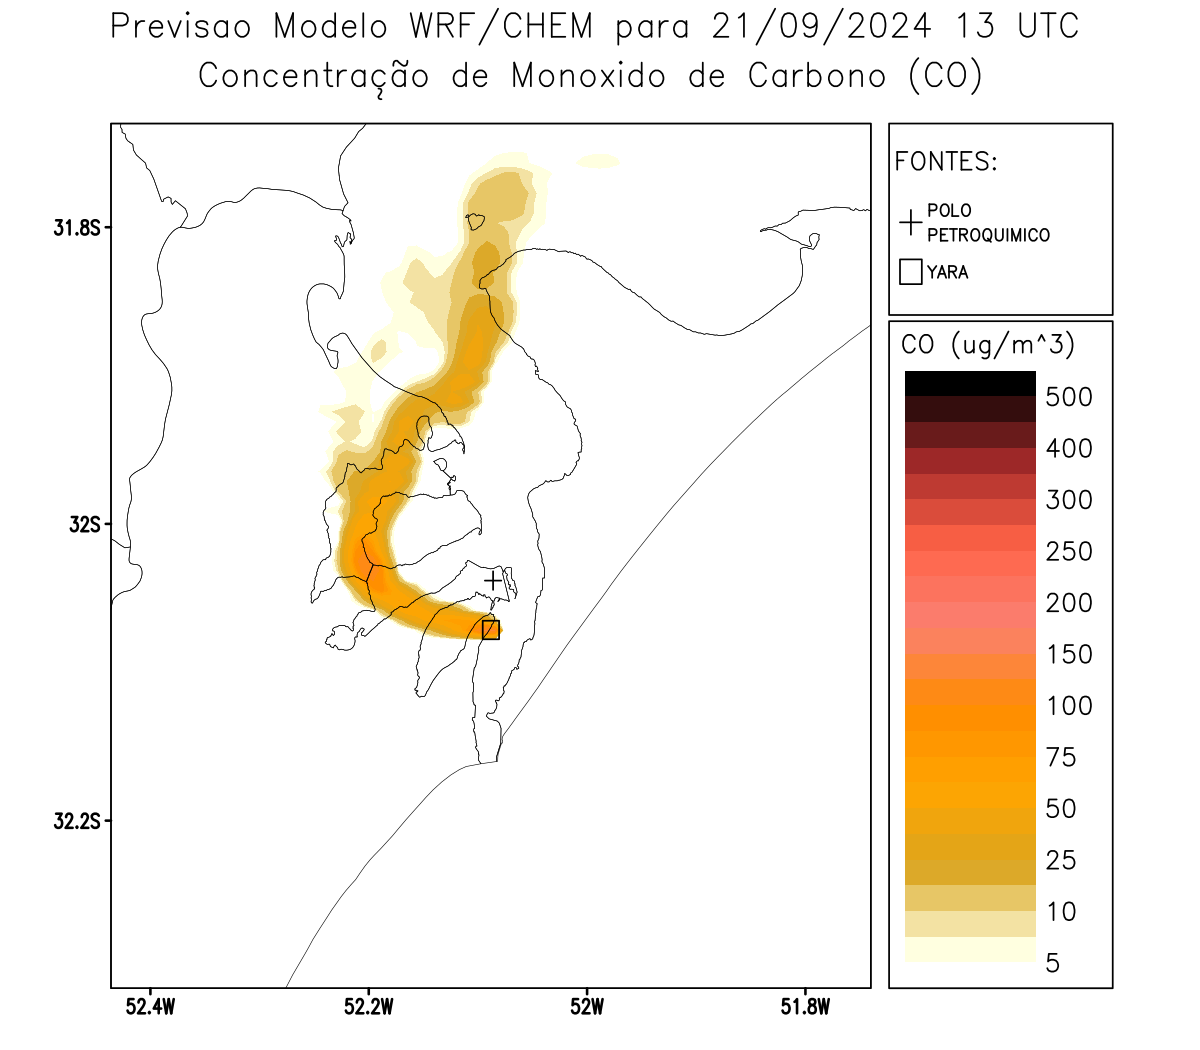 Previsao Modelo WRF/CHEM para 21/09/2024 13 UTC
Concentração de Monoxido de Carbono (CO)
FONTES:
POLO
PETROQUIMICO
YARA
CO (ug/m^3)
500
400
300
250
200
150
100
75
50
25
10
5
31.8S
32S
32.2S
52.4W
52.2W
52W
51.8W